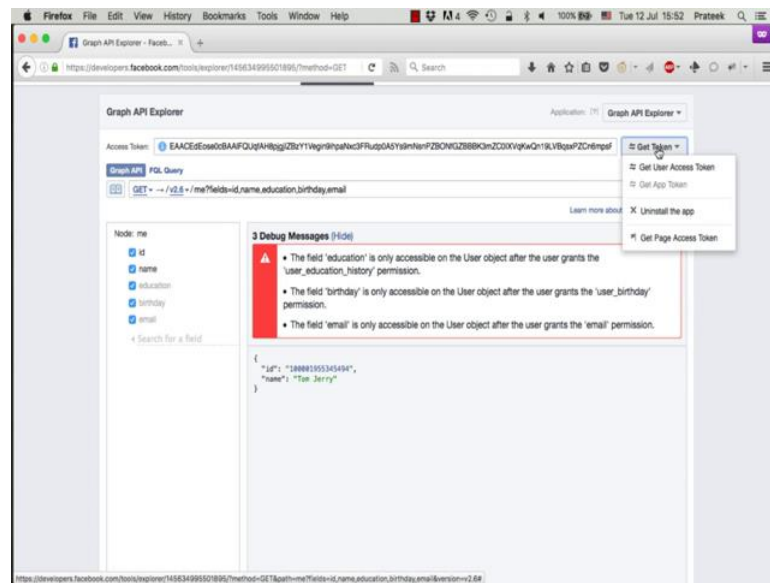 Firefox File Edit View History Bookmarks Tools Window Help 4 100% Tue 12 Jul 15:52 Prateek
Graph API Explorer - Faceb...
https://developers.facebook.com/tools/explorer/145634995501895/?method=GET Search
Graph API Explorer Application: [?] Graph API Explorer
Access Token: Get Token
Graph API FQL Query
GET → /v2.6 /me?fields=id,name,education,birthday,email
Learn more about
Get User Access Token
Get App Token
Uninstall the app
Get Page Access Token
Node: me
id
name
education
birthday
email
Search for a field
3 Debug Messages (Hide)
• The field 'education' is only accessible on the User object after the user grants the
'user_education_history' permission.
• The field 'birthday' is only accessible on the User object after the user grants the 'user_birthday'
permission.
• The field 'email' is only accessible on the User object after the user grants the 'email' permission.
{
"id": "100001955345494",
"name": "Tom Jerry"
}
https://developers.facebook.com/tools/explorer/145634995501895/?method=GET&path=me?fields=id,name,education,birthday,email&version=v2.6#